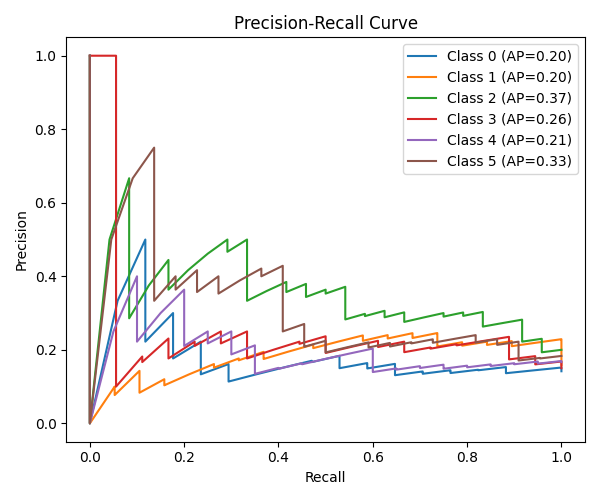 Precision-Recall Curve
Class 0 (AP=0.20)
Class 1 (AP=0.20)
Class 2 (AP=0.37)
Class 3 (AP=0.26)
Class 4 (AP=0.21)
Class 5 (AP=0.33)
Precision
1.0
0.8
0.6
0.4
0.2
0.0
0.0 0.2 0.4 0.6 0.8 1.0
Recall